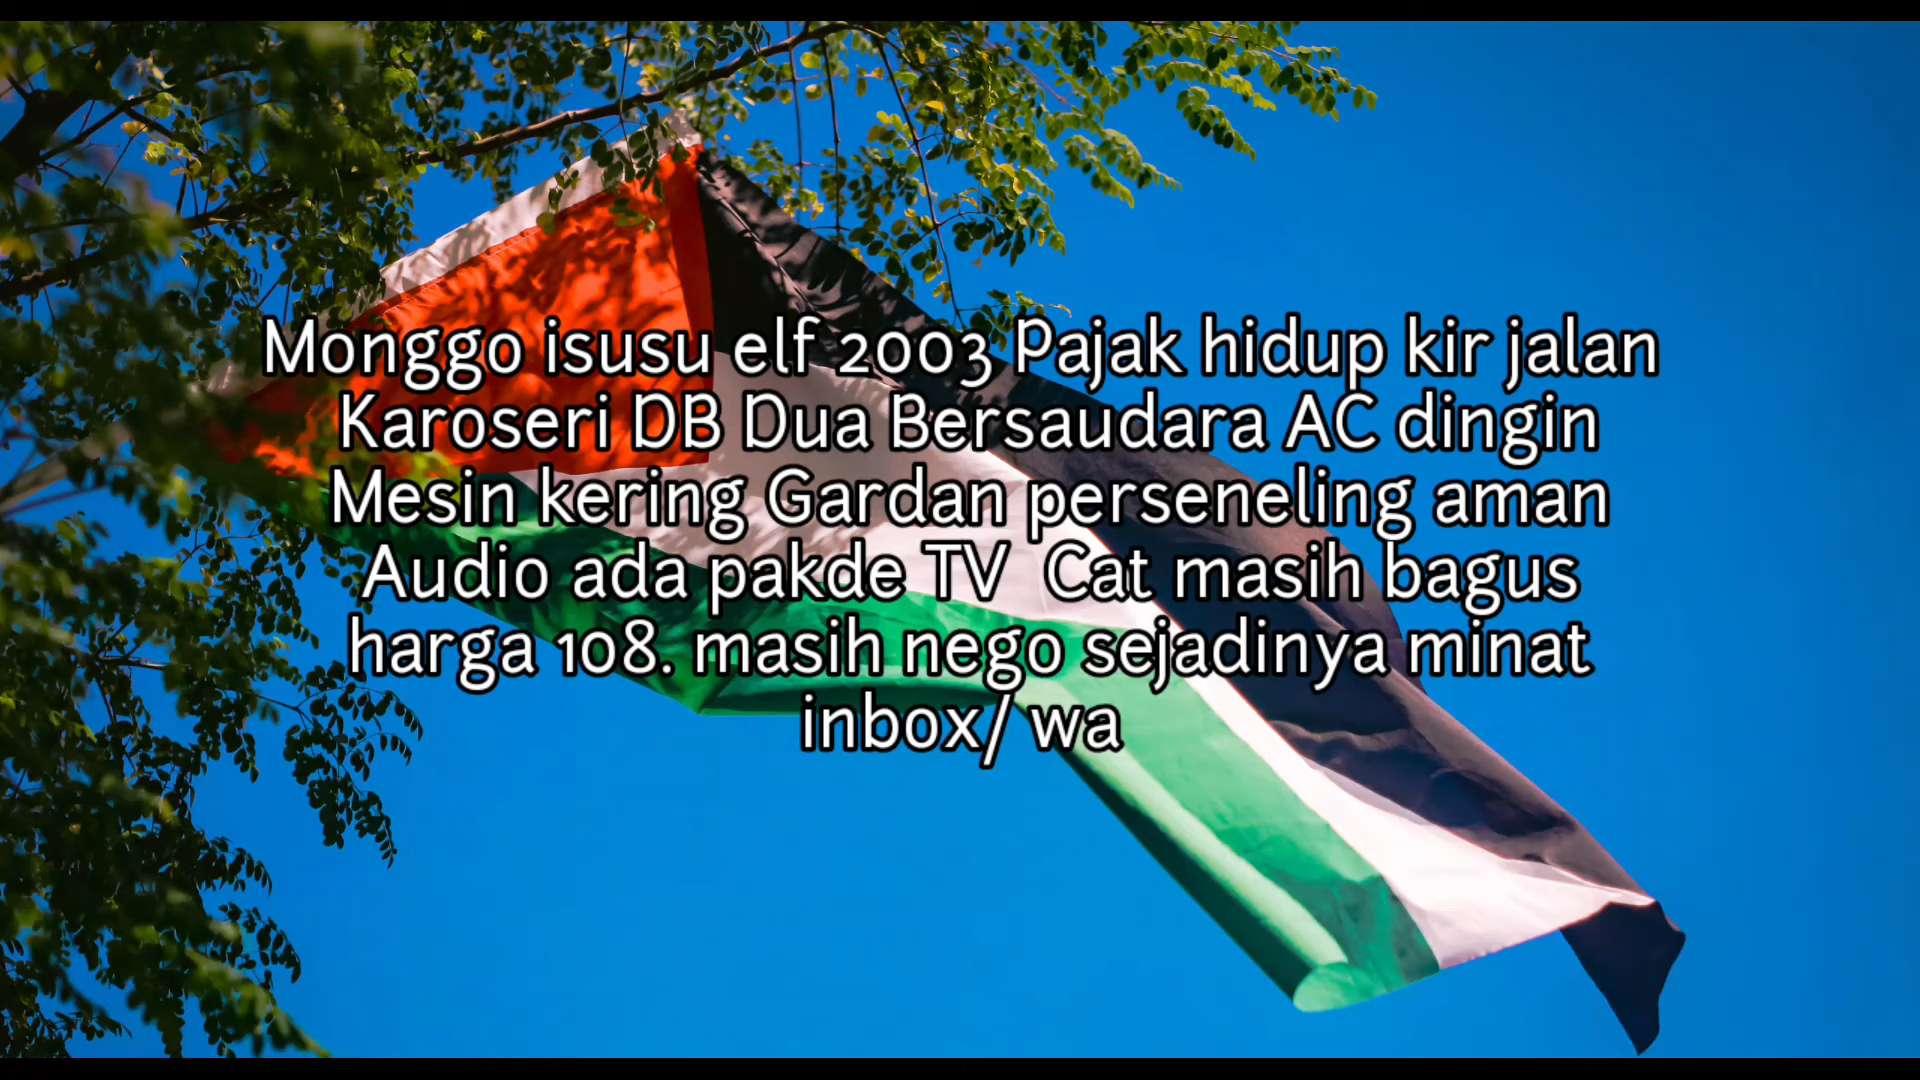 Monggo isusu elf 2003 Pajak hidup kir jalan
Karoseri DB Dua Bersaudara AC dingin
Mesin kering Gardan perseneling aman
Audio ada pakde TV  Cat masih bagus
harga 108. masih nego sejadinya minat
inbox/ wa